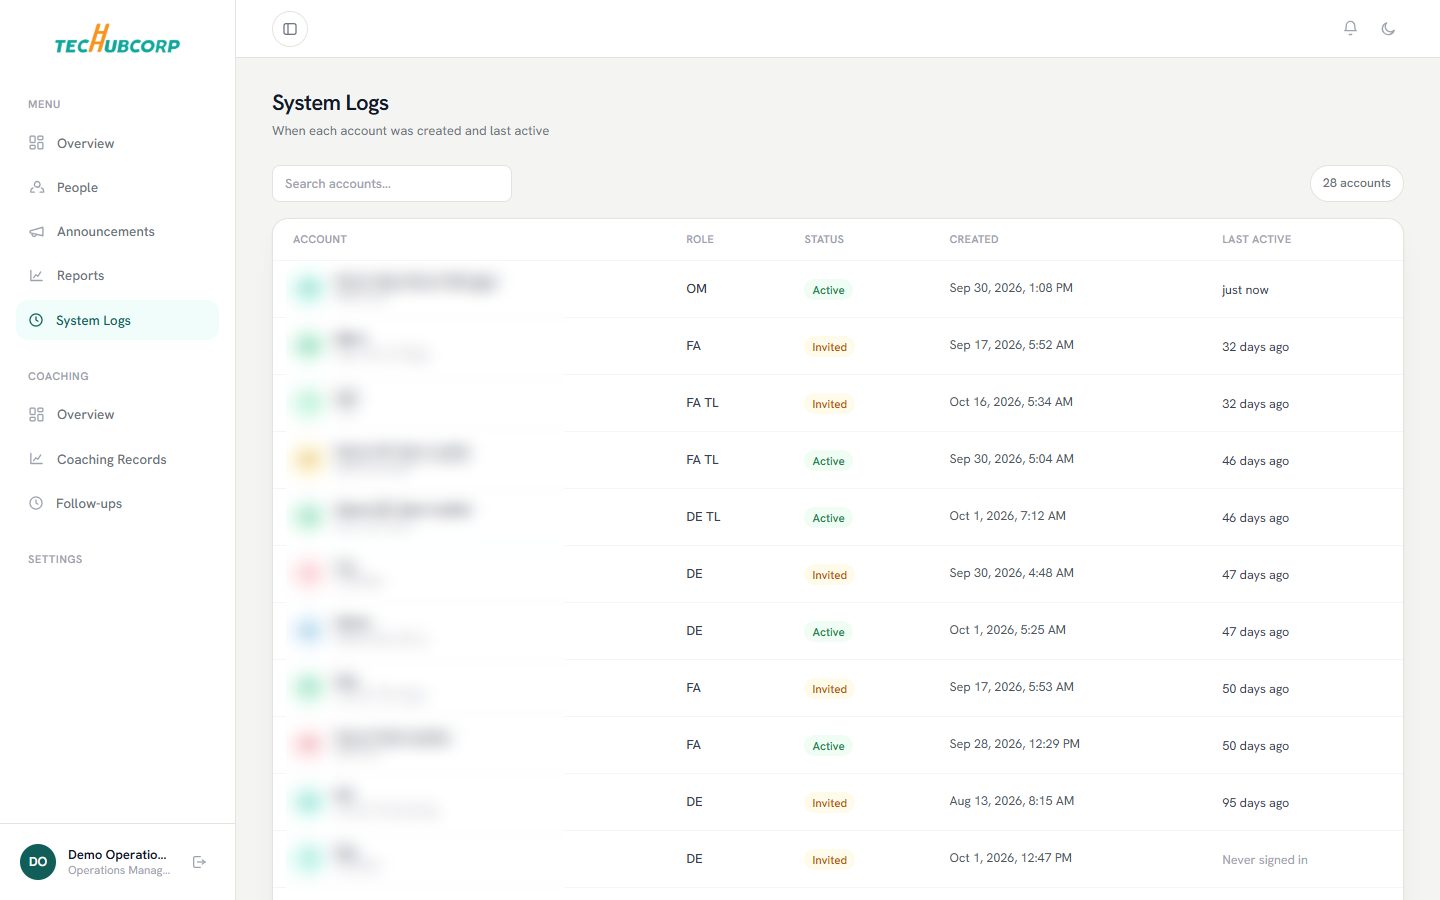 TECHUBCORP
MENU
Overview
People
Announcements
Reports
System Logs
COACHING
Overview
Coaching Records
Follow-ups
SETTINGS
DO
Demo Operatio...
Operations Manag...
System Logs
When each account was created and last active
Search accounts...
28 accounts
ACCOUNT ROLE STATUS CREATED LAST ACTIVE
OM Active Sep 30, 2026, 1:08 PM just now
FA Invited Sep 17, 2026, 5:52 AM 32 days ago
FA TL Invited Oct 16, 2026, 5:34 AM 32 days ago
FA TL Active Sep 30, 2026, 5:04 AM 46 days ago
DE TL Active Oct 1, 2026, 7:12 AM 46 days ago
DE Invited Sep 30, 2026, 4:48 AM 47 days ago
DE Active Oct 1, 2026, 5:25 AM 47 days ago
FA Invited Sep 17, 2026, 5:53 AM 50 days ago
FA Active Sep 28, 2026, 12:29 PM 50 days ago
DE Invited Aug 13, 2026, 8:15 AM 95 days ago
DE Invited Oct 1, 2026, 12:47 PM Never signed in